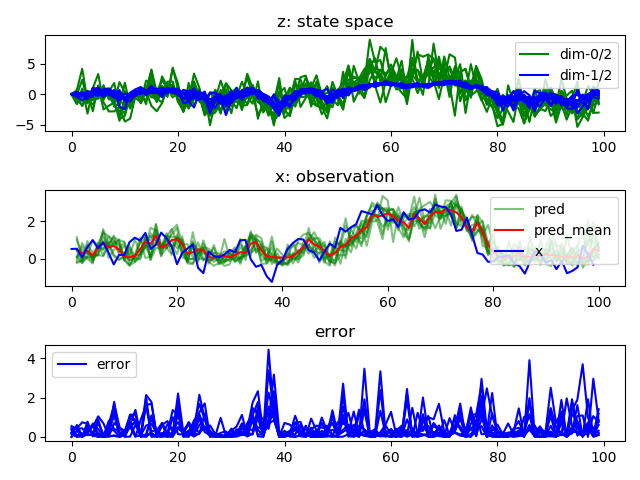 z: state space
5
0
−5
dim-0/2
dim-1/2
0 20 40 60 80 100
x: observation
2
0
pred
pred_mean
x
0 20 40 60 80 100
error
4
2
0
error
0 20 40 60 80 100